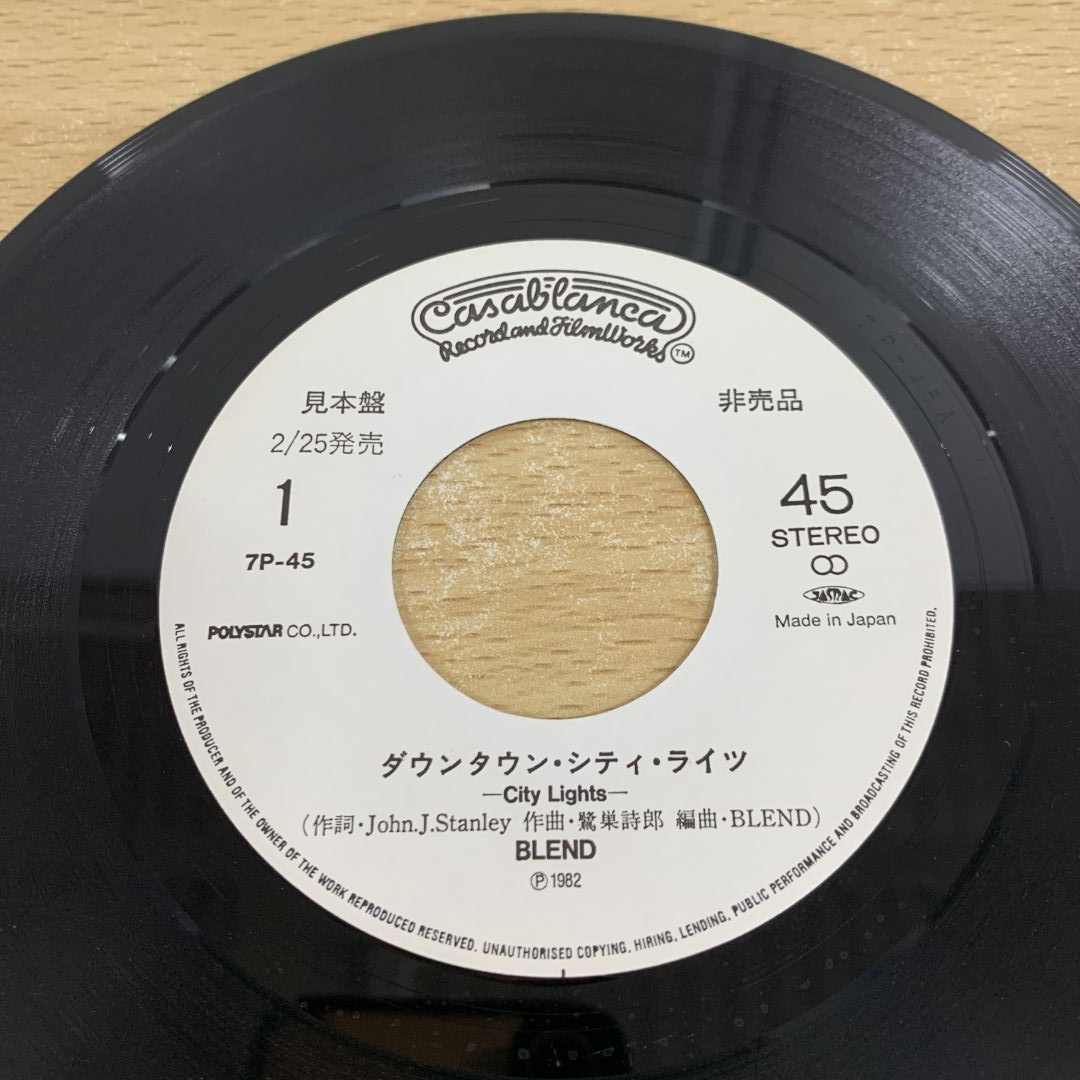 Casablanca
Record and FilmWorks ™
見本盤
非売品
2/25発売
1
45
STEREO
7P-45
JASRAC
Made in Japan
POLYSTAR CO.,LTD.
ダウンタウン・シティ・ライツ
—City Lights—
(作詞・John.J.Stanley 作曲・鷺巣詩郎 編曲・BLEND)
BLEND
Ⓟ1982
ALL RIGHTS OF THE PRODUCER AND OF THE OWNER OF THE WORK REPRODUCED RESERVED. UNAUTHORISED COPYING, HIRING, LENDING, PUBLIC PERFORMANCE AND BROADCASTING OF THIS RECORD PROHIBITED.